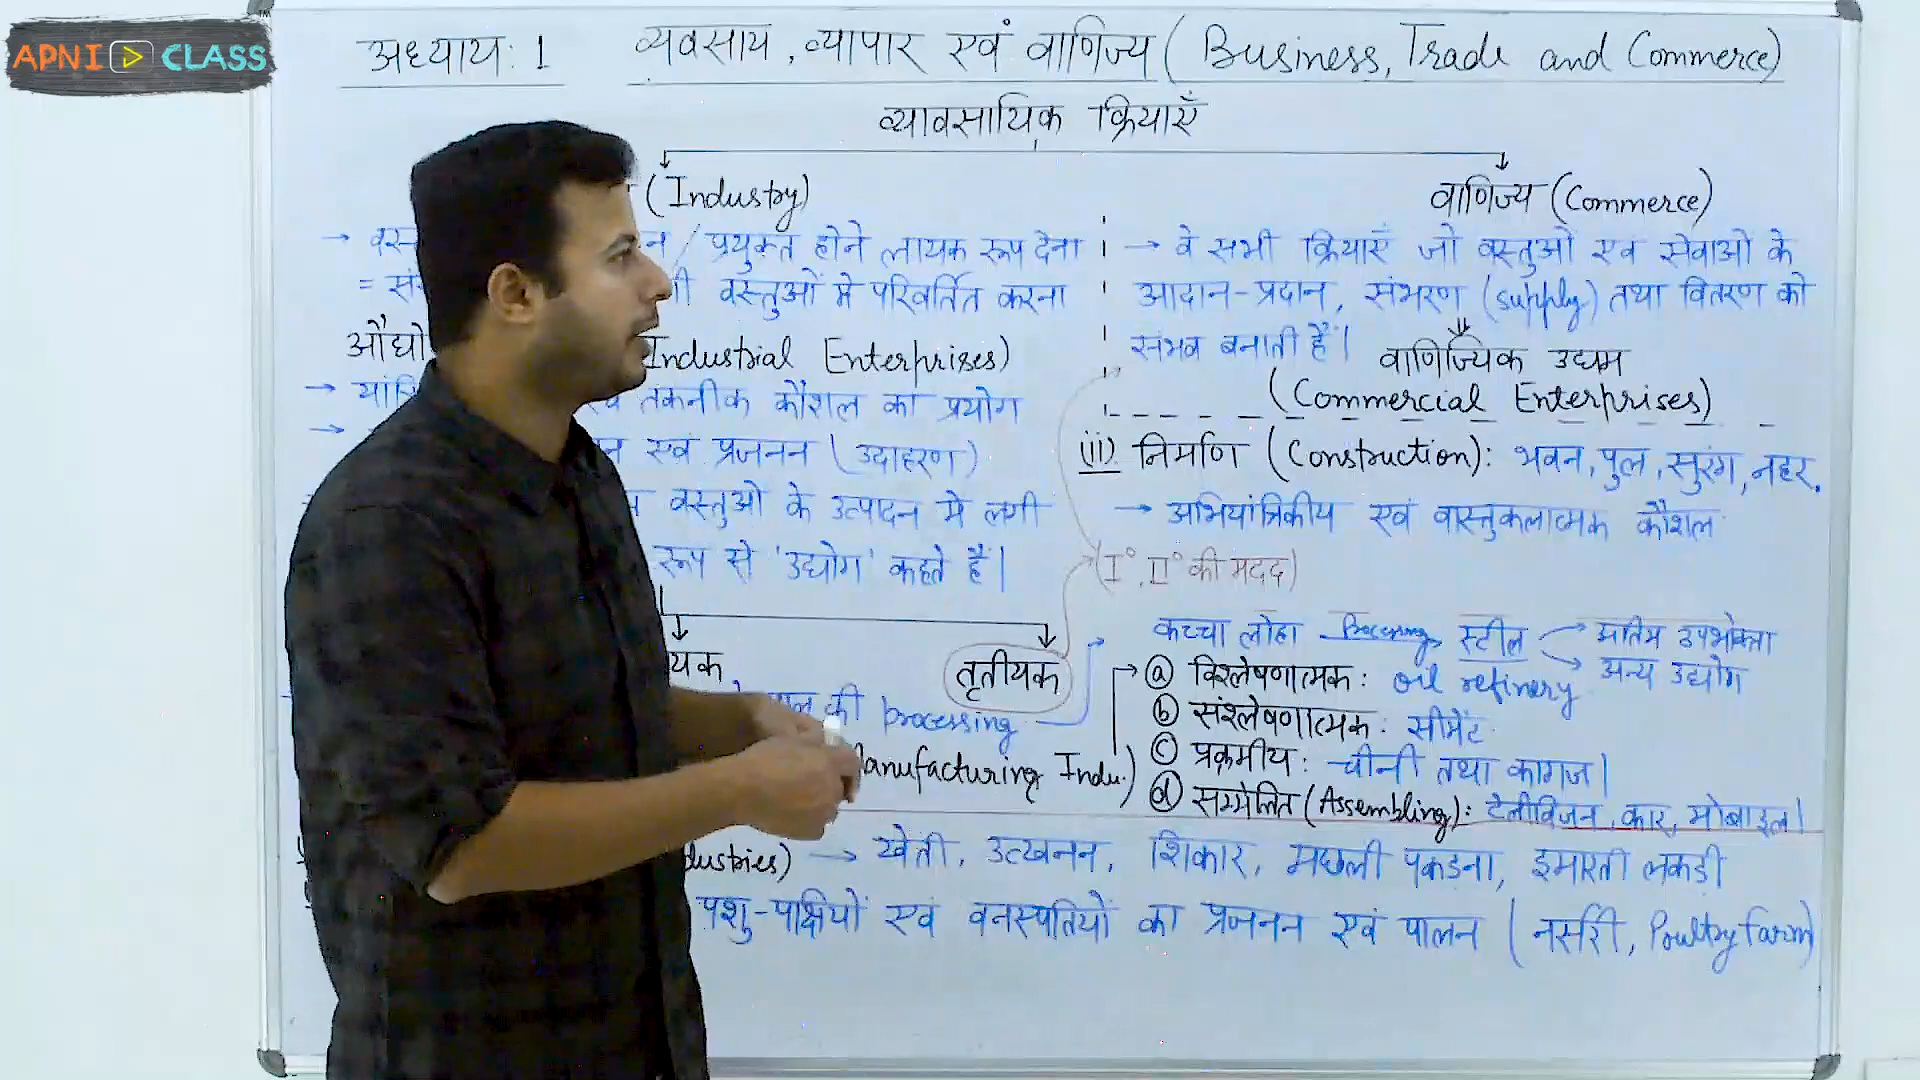 APNI CLASS
अध्याय: 1 व्यवसाय, व्यापार एवं वाणिज्य (Business, Trade and Commerce)
व्यावसायिक क्रियाएँ
(Industry)
वाणिज्य (Commerce)
→ वस्त / प्रयुक्त होने लायक रूप देना
= सं वस्तुओं मे परिवर्तित करना
→ वे सभी क्रियाएँ जो वस्तुओं एवं सेवाओं के
आदान-प्रदान, संभरण (supply) तथा वितरण को
संभव बनाती हैं।
औद्यो Industrial Enterprises)
वाणिज्यिक उद्यम
(Commercial Enterprises)
→ यांत्रि एवं तकनीक कौशल का प्रयोग
→ न एवं प्रजनन (उदाहरण)
वस्तुओ के उत्पादन मे लगी
रूप से 'उद्योग' कहते हैं।
(ii) निर्माण (Construction): भवन, पुल, सुरंग, नहर.
→ अभियांत्रिकीय एवं वास्तुकलात्मक कौशल
(I°, II° की मदद)
यक तृतीयक
की processing
Manufacturing Indu.)
कच्चा लोहा Processing स्टील अंतिम उपभोक्ता
अन्य उद्योग
→ (a) विश्लेषणात्मक: oil refinery
(b) संश्लेषणात्मक: सीमेंट
(c) प्रक्रमीय: चीनी तथा कागज।
(d) सम्मेलित (Assembling): टेलीविजन, कार, मोबाइल।
dustries) → खेती, उत्खनन, शिकार, मछली पकडना, इमारती लकडी
पशु-पक्षियों एवं वनस्पतियों का प्रजनन एवं पालन (नर्सरी, Poultry farm)